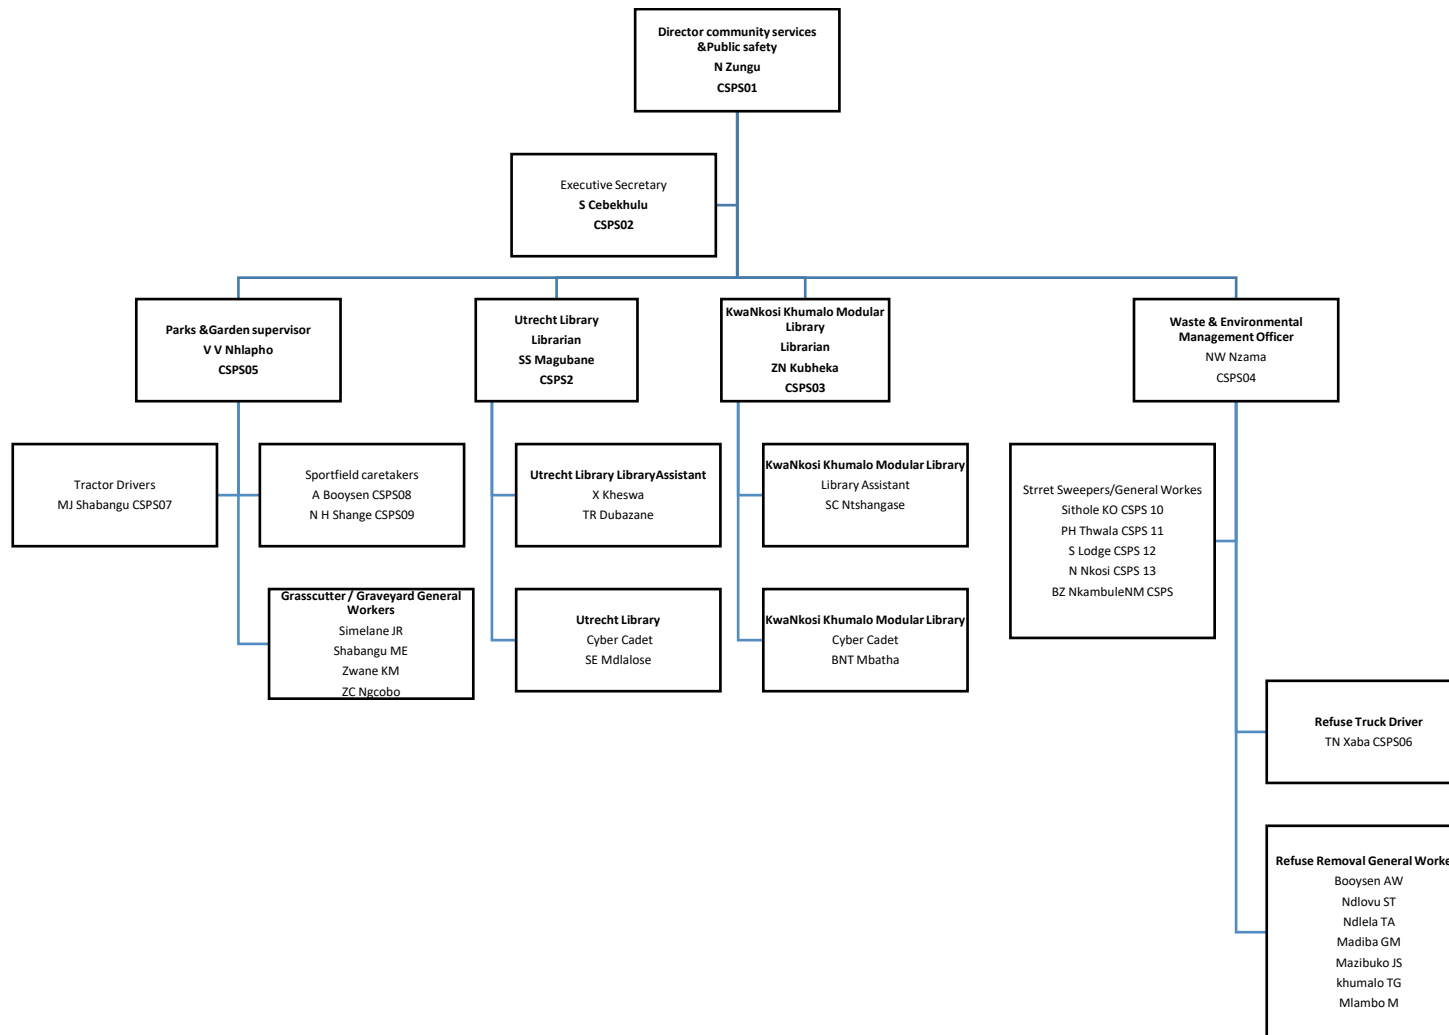 Director community services
&Public safety
N Zungu
CSPS01
Executive Secretary
S Cebekhulu
CSPS02
Parks &Garden supervisor
V V Nhlapho
CSPS05
Utrecht Library
Librarian
SS Magubane
CSPS2
KwaNkosi Khumalo Modular
Library
Librarian
ZN Kubheka
CSPS03
Waste & Environmental
Management Officer
NW Nzama
CSPS04
Tractor Drivers
MJ Shabangu CSPS07
Sportfield caretakers
A Booysen CSPS08
N H Shange CSPS09
Utrecht Library LibraryAssistant
X Kheswa
TR Dubazane
KwaNkosi Khumalo Modular Library
Library Assistant
SC Ntshangase
Strret Sweepers/General Workes
Sithole KO CSPS 10
PH Thwala CSPS 11
S Lodge CSPS 12
N Nkosi CSPS 13
BZ NkambuleNM CSPS
Grasscutter / Graveyard General
Workers
Simelane JR
Shabangu ME
Zwane KM
ZC Ngcobo
Utrecht Library
Cyber Cadet
SE Mdlalose
KwaNkosi Khumalo Modular Library
Cyber Cadet
BNT Mbatha
Refuse Truck Driver
TN Xaba CSPS06
Refuse Removal General Worke
Booysen AW
Ndlovu ST
Ndlela TA
Madiba GM
Mazibuko JS
khumalo TG
Mlambo M